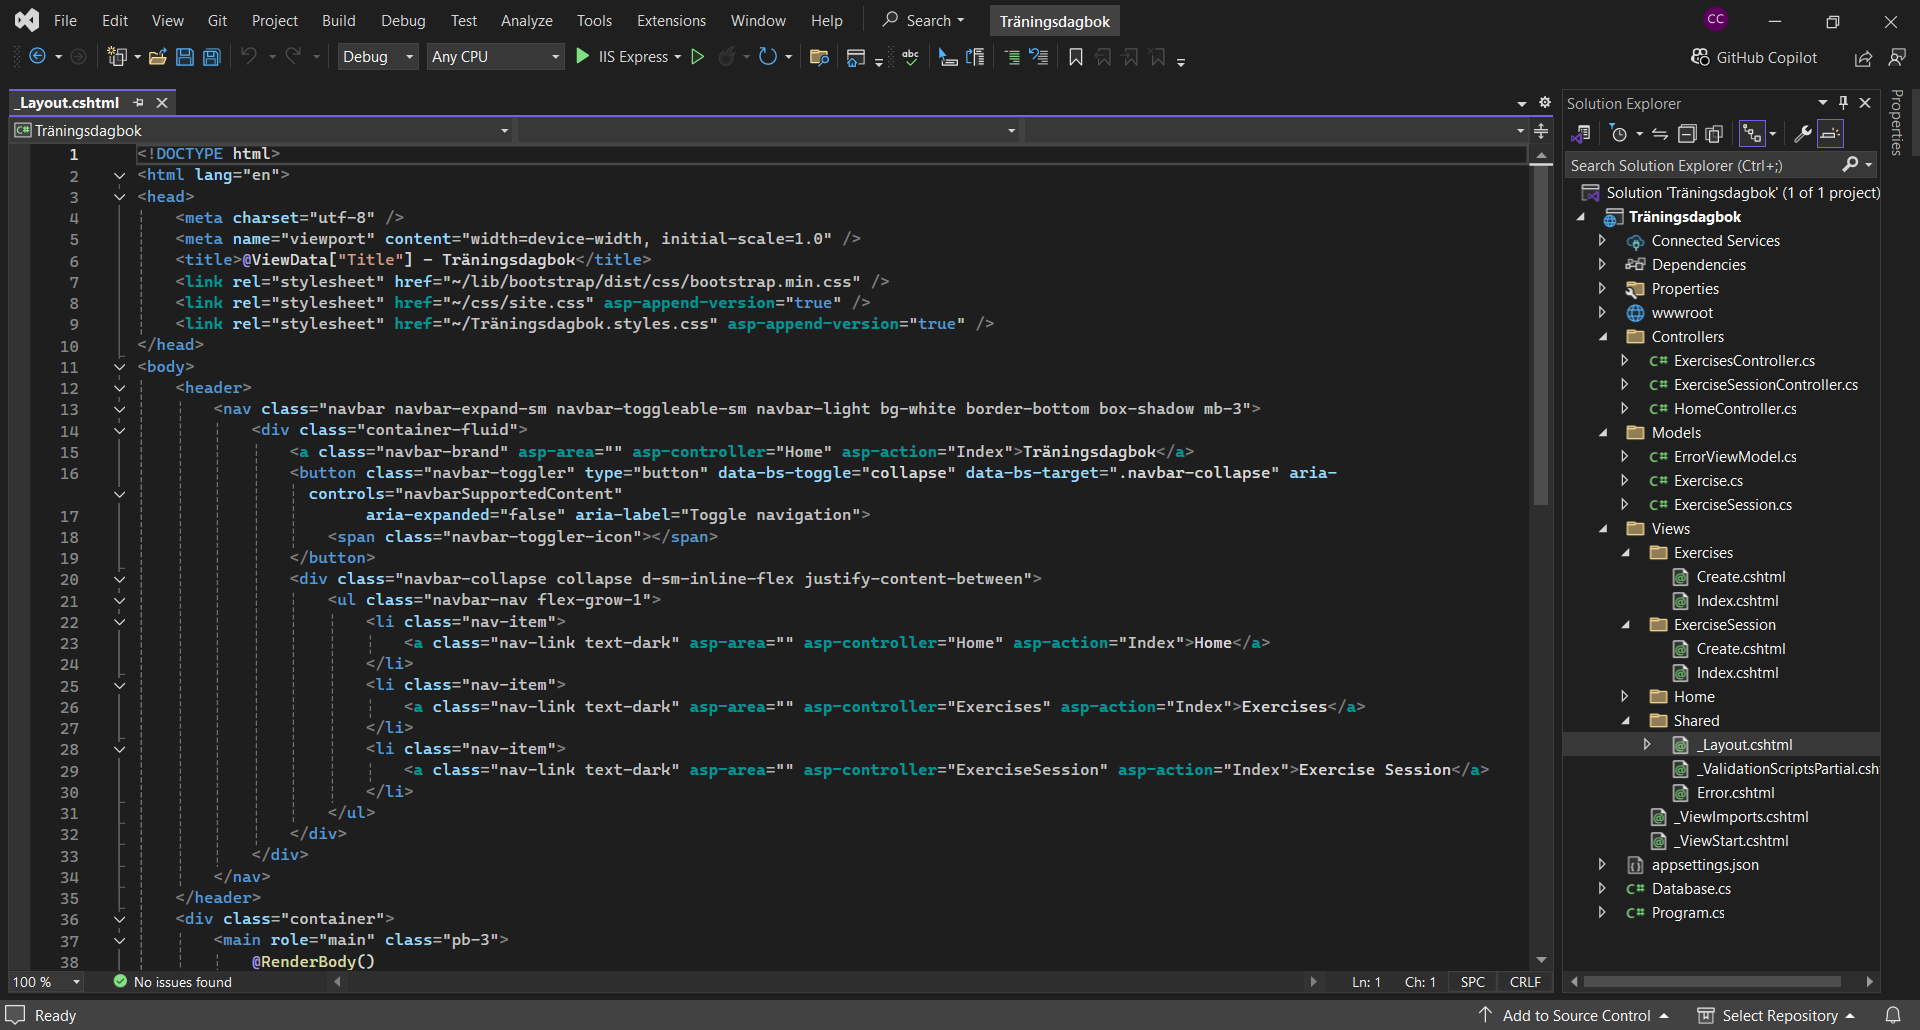 File Edit View Git Project Build Debug Test Analyze Tools Extensions Window Help Search Träningsdagbok CC
Debug Any CPU IIS Express abc GitHub Copilot
_Layout.cshtml
C# Träningsdagbok
1 <!DOCTYPE html>
2 <html lang="en">
3 <head>
4 <meta charset="utf-8" />
5 <meta name="viewport" content="width=device-width, initial-scale=1.0" />
6 <title>@ViewData["Title"] - Träningsdagbok</title>
7 <link rel="stylesheet" href="~/lib/bootstrap/dist/css/bootstrap.min.css" />
8 <link rel="stylesheet" href="~/css/site.css" asp-append-version="true" />
9 <link rel="stylesheet" href="~/Träningsdagbok.styles.css" asp-append-version="true" />
10 </head>
11 <body>
12 <header>
13 <nav class="navbar navbar-expand-sm navbar-toggleable-sm navbar-light bg-white border-bottom box-shadow mb-3">
14 <div class="container-fluid">
15 <a class="navbar-brand" asp-area="" asp-controller="Home" asp-action="Index">Träningsdagbok</a>
16 <button class="navbar-toggler" type="button" data-bs-toggle="collapse" data-bs-target=".navbar-collapse" aria-
controls="navbarSupportedContent"
17 aria-expanded="false" aria-label="Toggle navigation">
18 <span class="navbar-toggler-icon"></span>
19 </button>
20 <div class="navbar-collapse collapse d-sm-inline-flex justify-content-between">
21 <ul class="navbar-nav flex-grow-1">
22 <li class="nav-item">
23 <a class="nav-link text-dark" asp-area="" asp-controller="Home" asp-action="Index">Home</a>
24 </li>
25 <li class="nav-item">
26 <a class="nav-link text-dark" asp-area="" asp-controller="Exercises" asp-action="Index">Exercises</a>
27 </li>
28 <li class="nav-item">
29 <a class="nav-link text-dark" asp-area="" asp-controller="ExerciseSession" asp-action="Index">Exercise Session</a>
30 </li>
31 </ul>
32 </div>
33 </div>
34 </nav>
35 </header>
36 <div class="container">
37 <main role="main" class="pb-3">
38 @RenderBody()
100 % No issues found Ln: 1 Ch: 1 SPC CRLF
Solution Explorer
Search Solution Explorer (Ctrl+;)
Solution 'Träningsdagbok' (1 of 1 project)
Träningsdagbok
Connected Services
Dependencies
Properties
wwwroot
Controllers
C# ExercisesController.cs
C# ExerciseSessionController.cs
C# HomeController.cs
Models
C# ErrorViewModel.cs
C# Exercise.cs
C# ExerciseSession.cs
Views
Exercises
Create.cshtml
Index.cshtml
ExerciseSession
Create.cshtml
Index.cshtml
Home
Shared
_Layout.cshtml
_ValidationScriptsPartial.csh
Error.cshtml
_ViewImports.cshtml
_ViewStart.cshtml
appsettings.json
C# Database.cs
C# Program.cs
Properties
Ready Add to Source Control Select Repository